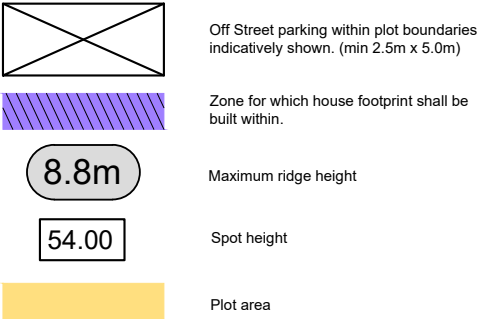 Off Street parking within plot boundaries
indicatively shown. (min 2.5m x 5.0m)
Zone for which house footprint shall be
built within.
8.8m
Maximum ridge height
54.00
Spot height
Plot area